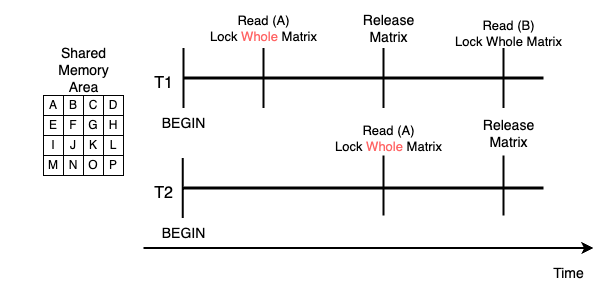 Shared
Memory
Area
A B C D
E F G H
I J K L
M N O P
T1
BEGIN
Read (A)
Lock Whole Matrix
Release
Matrix
Read (B)
Lock Whole Matrix
T2
BEGIN
Read (A)
Lock Whole Matrix
Release
Matrix
Time